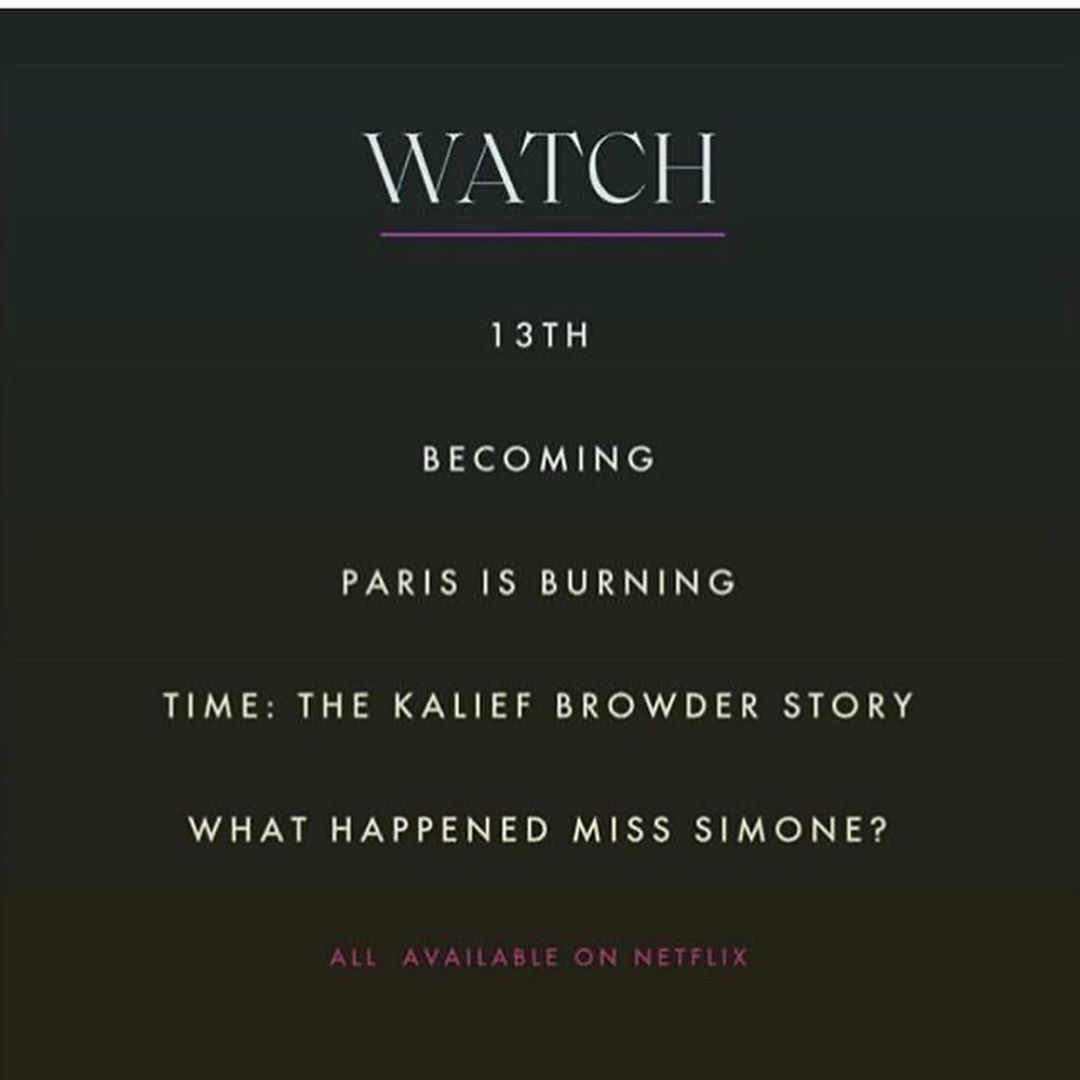 WATCH
13TH
BECOMING
PARIS IS BURNING
TIME: THE KALIEF BROWDER STORY
WHAT HAPPENED MISS SIMONE?
ALL AVAILABLE ON NETFLIX